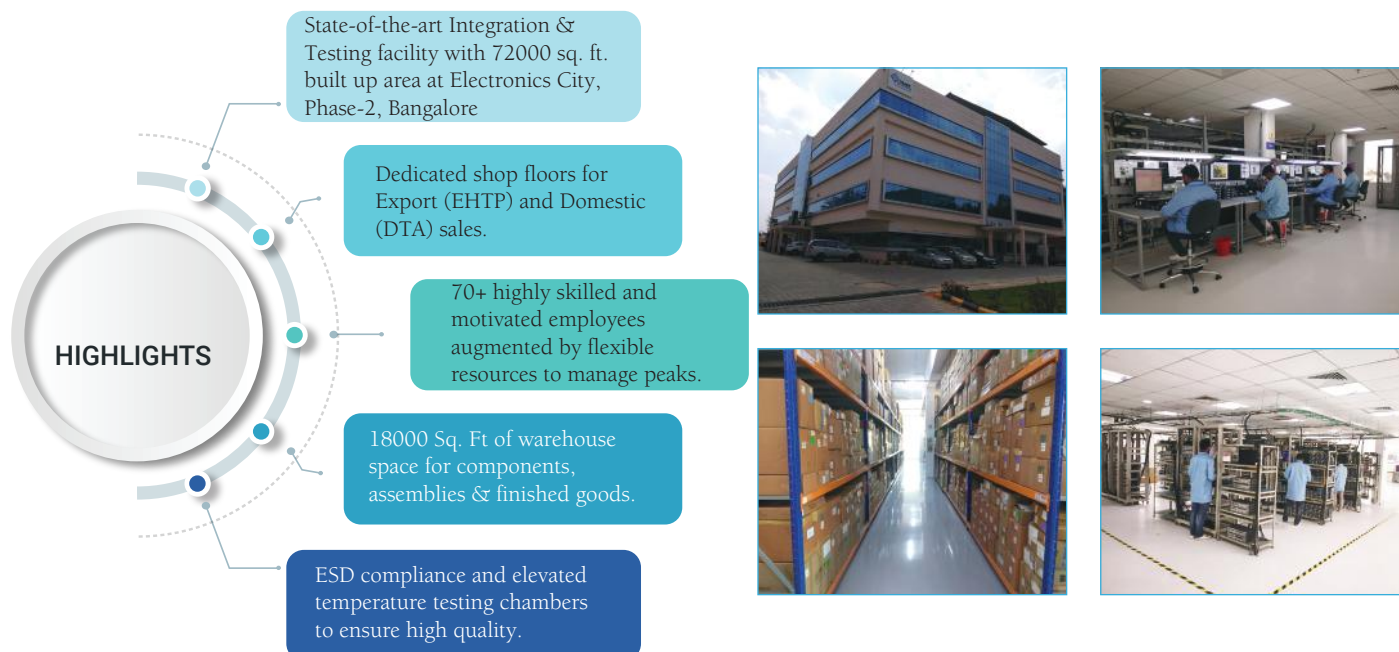 State-of-the-art Integration &
Testing facility with 72000 sq. ft.
built up area at Electronics City,
Phase-2, Bangalore
Dedicated shop floors for
Export (EHTP) and Domestic
(DTA) sales.
HIGHLIGHTS
70+ highly skilled and
motivated employees
augmented by flexible
resources to manage peaks.
18000 Sq. Ft of warehouse
space for components,
assemblies & finished goods.
ESD compliance and elevated
temperature testing chambers
to ensure high quality.